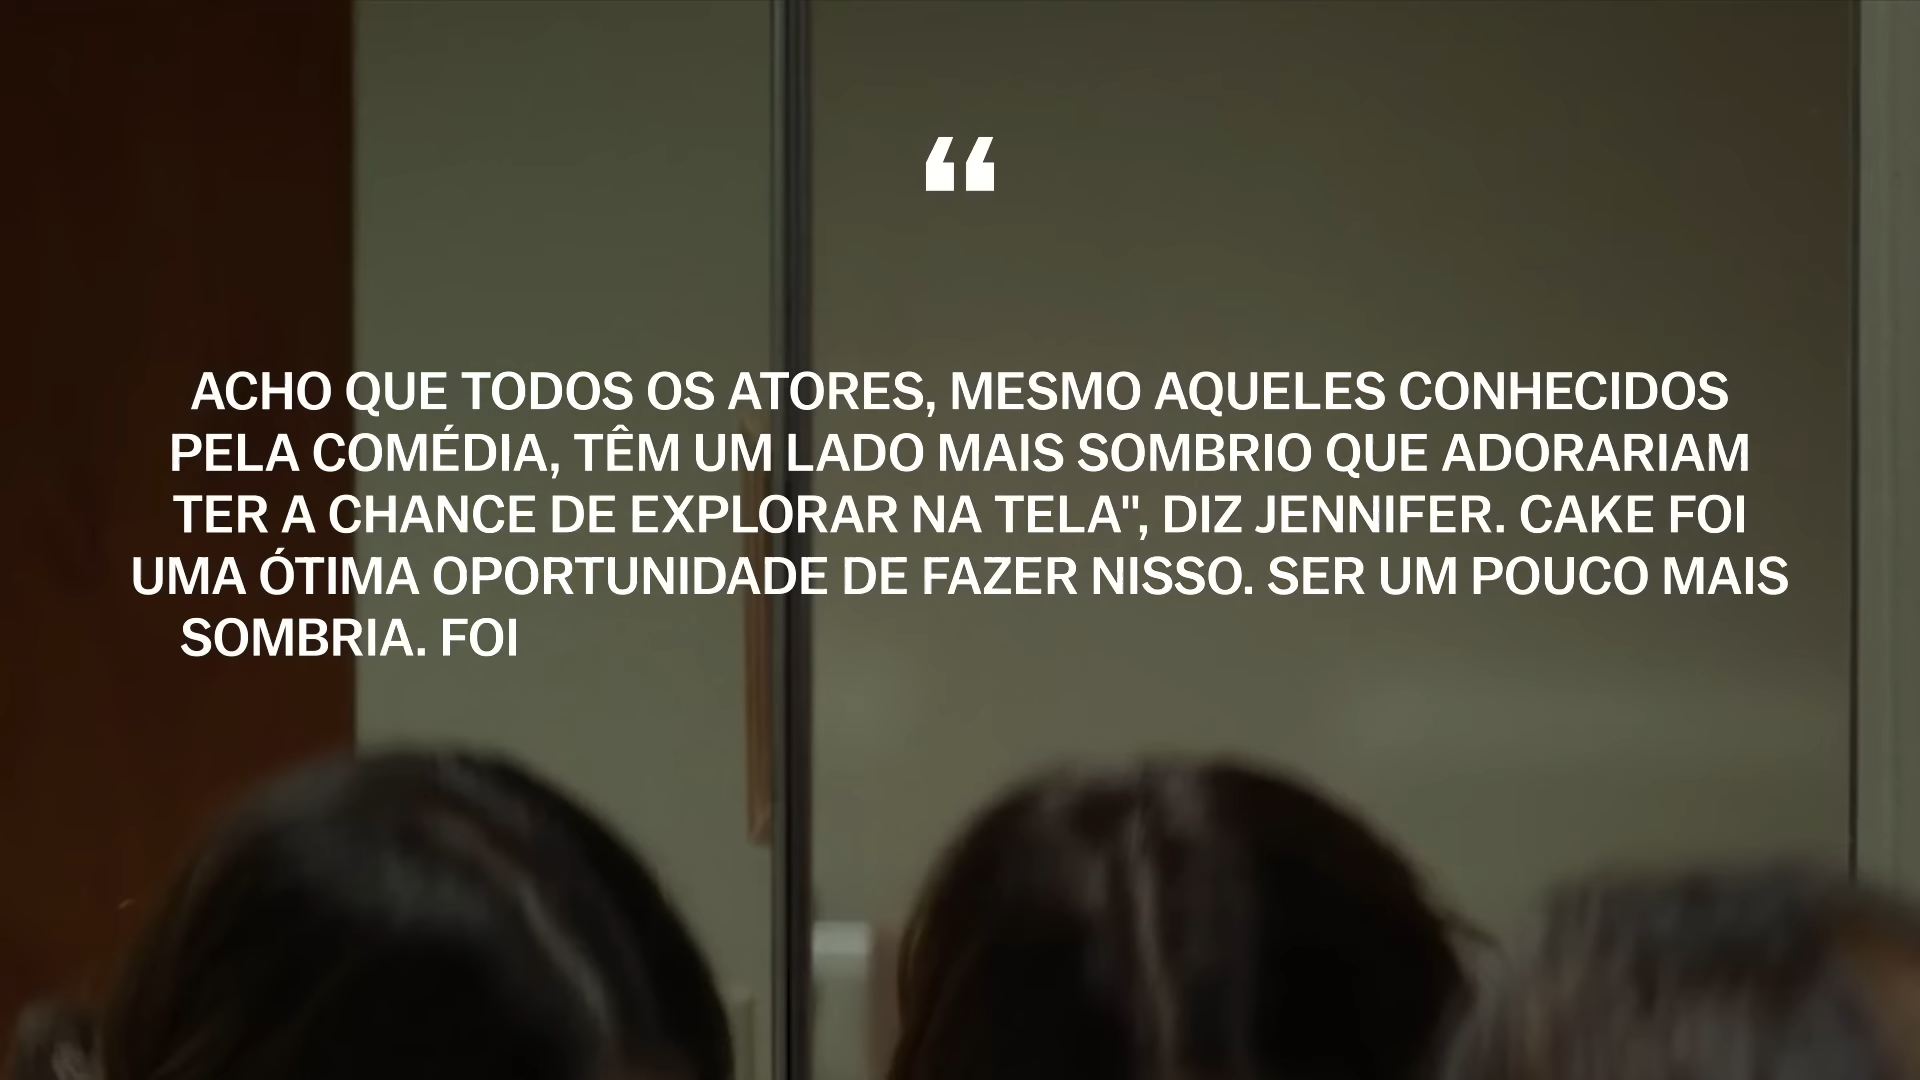 “
ACHO QUE TODOS OS ATORES, MESMO AQUELES CONHECIDOS
PELA COMÉDIA, TÊM UM LADO MAIS SOMBRIO QUE ADORARIAM
TER A CHANCE DE EXPLORAR NA TELA", DIZ JENNIFER. CAKE FOI
UMA ÓTIMA OPORTUNIDADE DE FAZER NISSO. SER UM POUCO MAIS
SOMBRIA. FOI